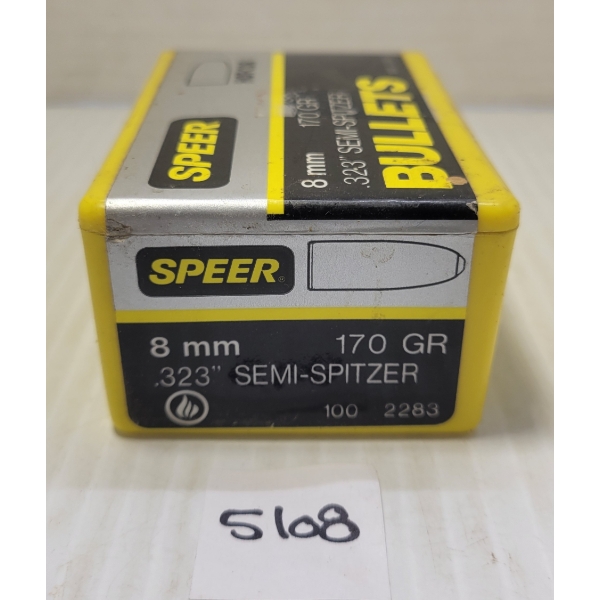 SPEER
8 mm 170 GR
.323" SEMI-SPITZER
BULLETS
SPEER®
8 mm 170 GR
.323" SEMI-SPITZER
100 2283
5108